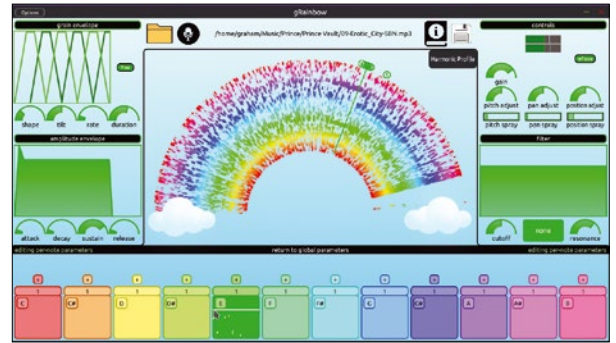 Options
gRainbow
grain envelope
shape
tilt
rate
duration
amplitude envelope
attack
decay
sustain
release
/home/graham/Music/Prince/Prince Vault/09-Erotic_City-SBN.mp3
Harmonic Profile
controls
gain
pitch adjust
pan adjust
position adjust
pitch spray
pan spray
position spray
filter
cutoff
none
resonance
editing per-note parameters
return to global parameters
editing per-note parameters
C
C#
D
D#
E
F
F#
G
G#
A
A#
B